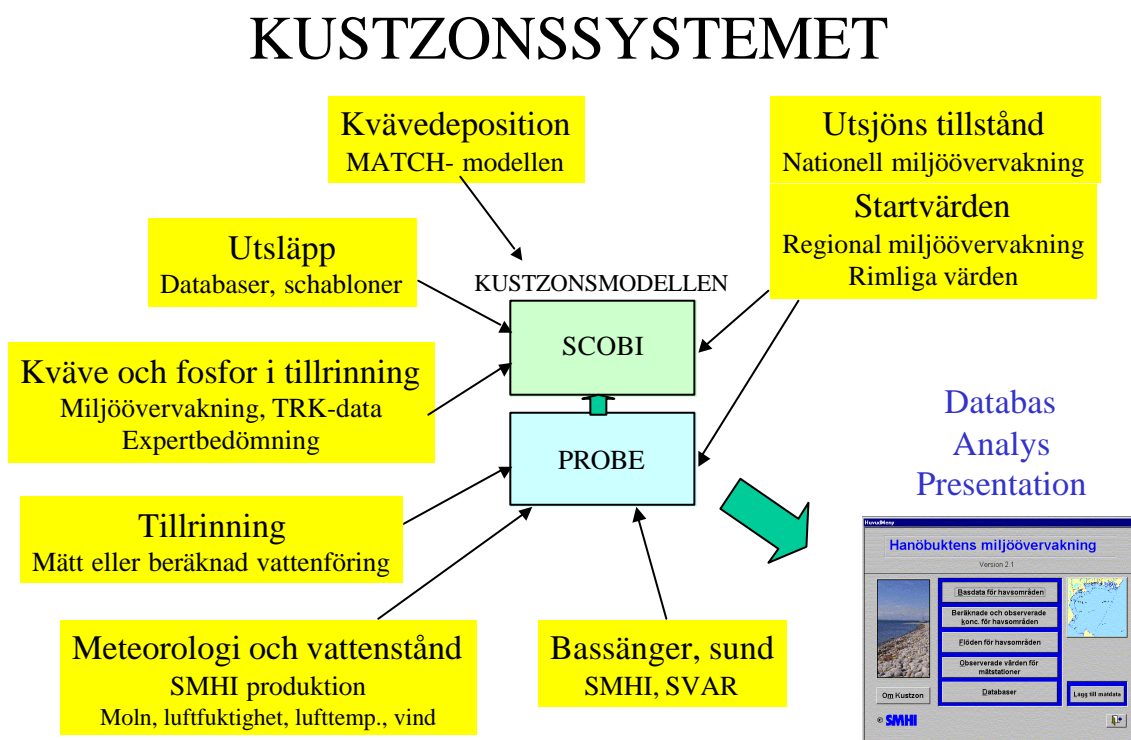 KUSTZONSSYSTEMET
Kvävedeposition
MATCH- modellen
Utsjöns tillstånd
Nationell miljöövervakning
Startvärden
Regional miljöövervakning
Rimliga värden
Utsläpp
Databaser, schabloner
KUSTZONSMODELLEN
SCOBI
Kväve och fosfor i tillrinning
Miljöövervakning, TRK-data
Expertbedömning
PROBE
Databas
Analys
Presentation
Tillrinning
Mätt eller beräknad vattenföring
Meteorologi och vattenstånd
SMHI produktion
Moln, luftfuktighet, lufttemp., vind
Bassänger, sund
SMHI, SVAR
HuvudMeny
Hanöbuktens miljöövervakning
Version 2.1
Basdata för havsområden
Beräknade och observerade
konc. för havsområden
Flöden för havsområden
Observerade värden för
mätstationer
Databaser
Om Kustzon
Lägg till mätdata
© SMHI